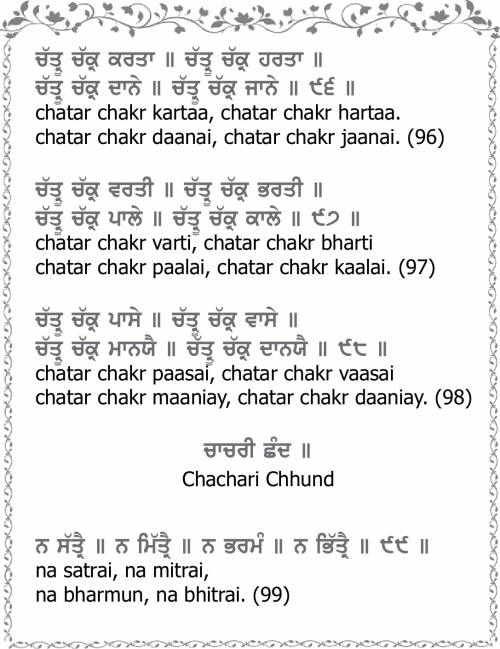 ਚੱਤ੍ਰੂ ਚੱਕ੍ਰ ਕਰਤਾ ॥ ਚੱਤ੍ਰੂ ਚੱਕ੍ਰ ਹਰਤਾ ॥
ਚੱਤ੍ਰੂ ਚੱਕ੍ਰ ਦਾਨੇ ॥ ਚੱਤ੍ਰੂ ਚੱਕ੍ਰ ਜਾਨੇ ॥ ੯੬ ॥
chatar chakr kartaa, chatar chakr hartaa.
chatar chakr daanai, chatar chakr jaanai. (96)
ਚੱਤ੍ਰੂ ਚੱਕ੍ਰ ਵਰਤੀ ॥ ਚੱਤ੍ਰੂ ਚੱਕ੍ਰ ਭਰਤੀ ॥
ਚੱਤ੍ਰੂ ਚੱਕ੍ਰ ਪਾਲੇ ॥ ਚੱਤ੍ਰੂ ਚੱਕ੍ਰ ਕਾਲੇ ॥ ੯੭ ॥
chatar chakr varti, chatar chakr bharti
chatar chakr paalai, chatar chakr kaalai. (97)
ਚੱਤ੍ਰੂ ਚੱਕ੍ਰ ਪਾਸੇ ॥ ਚੱਤ੍ਰੂ ਚੱਕ੍ਰ ਵਾਸੇ ॥
ਚੱਤ੍ਰੂ ਚੱਕ੍ਰ ਮਾਨਯੈ ॥ ਚੱਤ੍ਰੂ ਚੱਕ੍ਰ ਦਾਨਯੈ ॥ ੯੮ ॥
chatar chakr paasai, chatar chakr vaasai
chatar chakr maaniay, chatar chakr daaniay. (98)
ਚਾਚਰੀ ਛੰਦ ॥
Chachari Chhund
ਨ ਸੱਤ੍ਰੈ ॥ ਨ ਮਿੱਤ੍ਰੈ ॥ ਨ ਭਰਮੰ ॥ ਨ ਭਿੱਤ੍ਰੈ ॥ ੯੯ ॥
na satrai, na mitrai,
na bharmun, na bhitrai. (99)